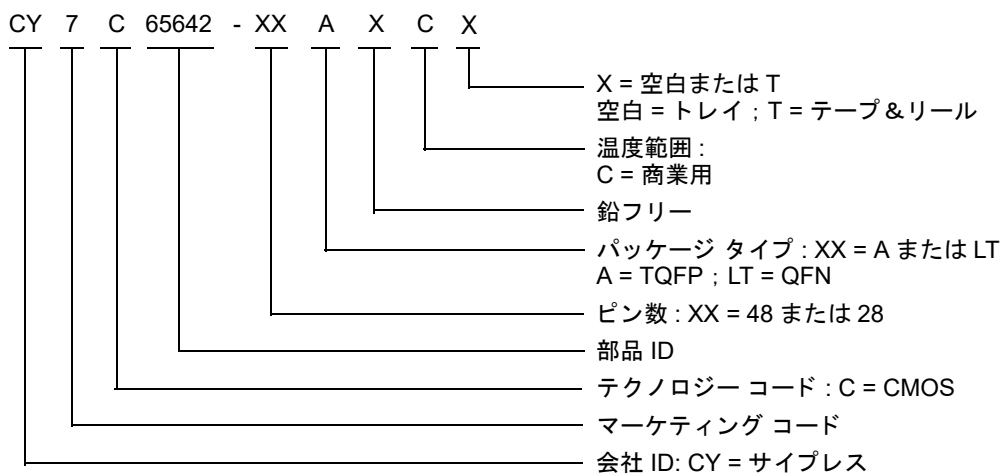 CY 7 C 65642 - XX A X C X
X = 空白または T
空白 = トレイ ; T = テープ＆リール
温度範囲 :
C = 商業用
鉛フリー
パッケージ タイプ : XX = A または LT
A = TQFP ; LT = QFN
ピン数 : XX = 48 または 28
部品 ID
テクノロジー コード : C = CMOS
マーケティング コード
会社 ID: CY = サイプレス